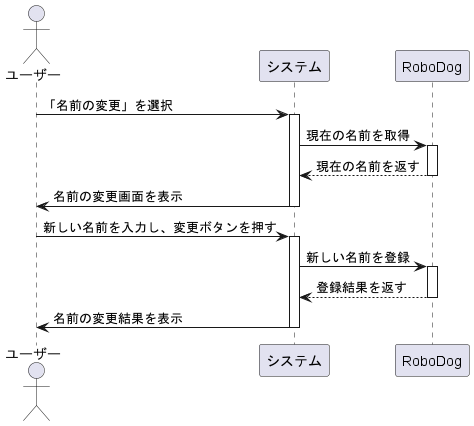 ユーザー
システム
RoboDog
「名前の変更」を選択
現在の名前を取得
現在の名前を返す
名前の変更画面を表示
新しい名前を入力し、変更ボタンを押す
新しい名前を登録
登録結果を返す
名前の変更結果を表示
ユーザー
システム
RoboDog